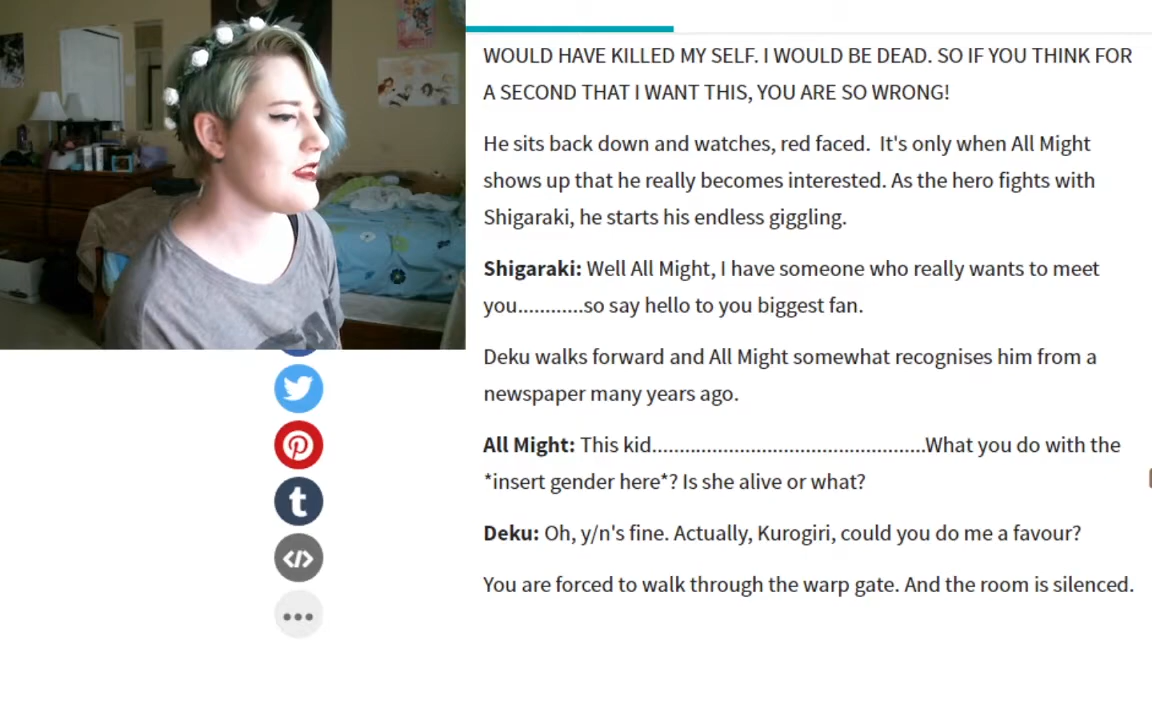 WOULD HAVE KILLED MY SELF. I WOULD BE DEAD. SO IF YOU THINK FOR
A SECOND THAT I WANT THIS, YOU ARE SO WRONG!
He sits back down and watches, red faced.  It's only when All Might
shows up that he really becomes interested. As the hero fights with
Shigaraki, he starts his endless giggling.
Shigaraki: Well All Might, I have someone who really wants to meet
you............so say hello to you biggest fan.
Deku walks forward and All Might somewhat recognises him from a
newspaper many years ago.
All Might: This kid..................................................What you do with the
*insert gender here*? Is she alive or what?
Deku: Oh, y/n's fine. Actually, Kurogiri, could you do me a favour?
You are forced to walk through the warp gate. And the room is silenced.